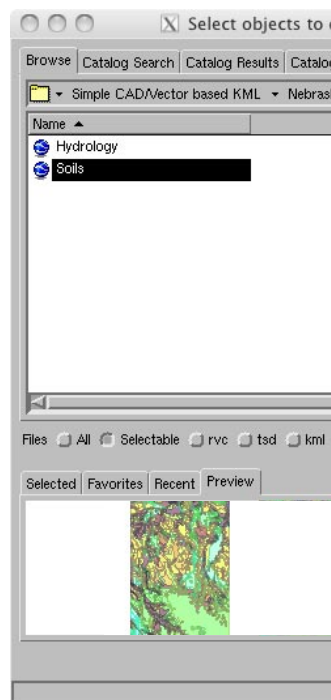 Select objects to
Browse Catalog Search Catalog Results
Simple CAD/Vector based KML
Name
Hydrology
Soils
Files All Selectable rvc tsd kml
Selected Favorites Recent Preview